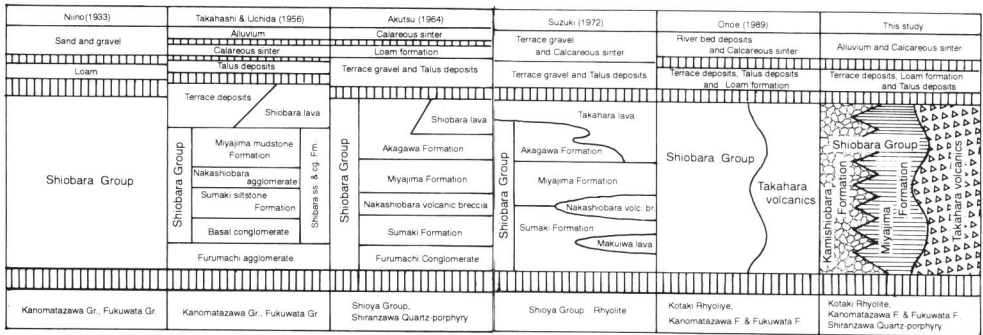 Niino(1933)
Sand and gravel
Loam
Shiobara Group
Kanomatazawa Gr., Fukuwata Gr.
Takahashi & Uchida (1956)
Alluvium
Calareous sinter
Talus deposits
Terrace deposits
Shiobara lava
Shiobara Group
Miyajima mudstone
Formation
Nakashiobara
agglomerate
Sumaki siltstone
Formation
Basal conglomerate
Shibara ss. & cg. Fm.
Furumachi agglomerate
Kanomatazawa Gr., Fukuwata Gr.
Akutsu (1964)
Calareous sinter
Loam formation
Terrace gravel and Talus deposits
Shiobara lava
Shiobara Group
Akagawa Formation
Miyajima Formation
Nakashiobara volcanic breccia
Sumaki Formation
Furumachi Conglomerate
Shioya Group,
Shiranzawa Quartz-porphyry
Suzuki (1972)
Terrace gravel
and Calcareous sinter
Terrace gravel and Talus deposits
Takahara lava
Shiobara Group
Akagawa Formation
Miyajima Formation
Nakashiobara volc. br.
Sumaki Formation
Makuiwa lava
Shioya Group Rhyolite
Onoe (1989)
River bed deposits
and Calcareous sinter
Terrace deposits, Talus deposits
and Loam formation
Shiobara Group
Takahara
volcanics
Kotaki Rhyoliye,
Kanomatazawa F. & Fukuwata F.
This study
Alluvium and Calcareous sinter
Terrace deposits, Loam formation
and Talus deposits
Shiobara Group
Kamishiobara
Formation
Miyajima
Formation
Takahara volcanics
Kotaki Rhyolite,
Kanomatazawa F. & Fukuwata F.,
Shiranzawa Quartz-porphyry